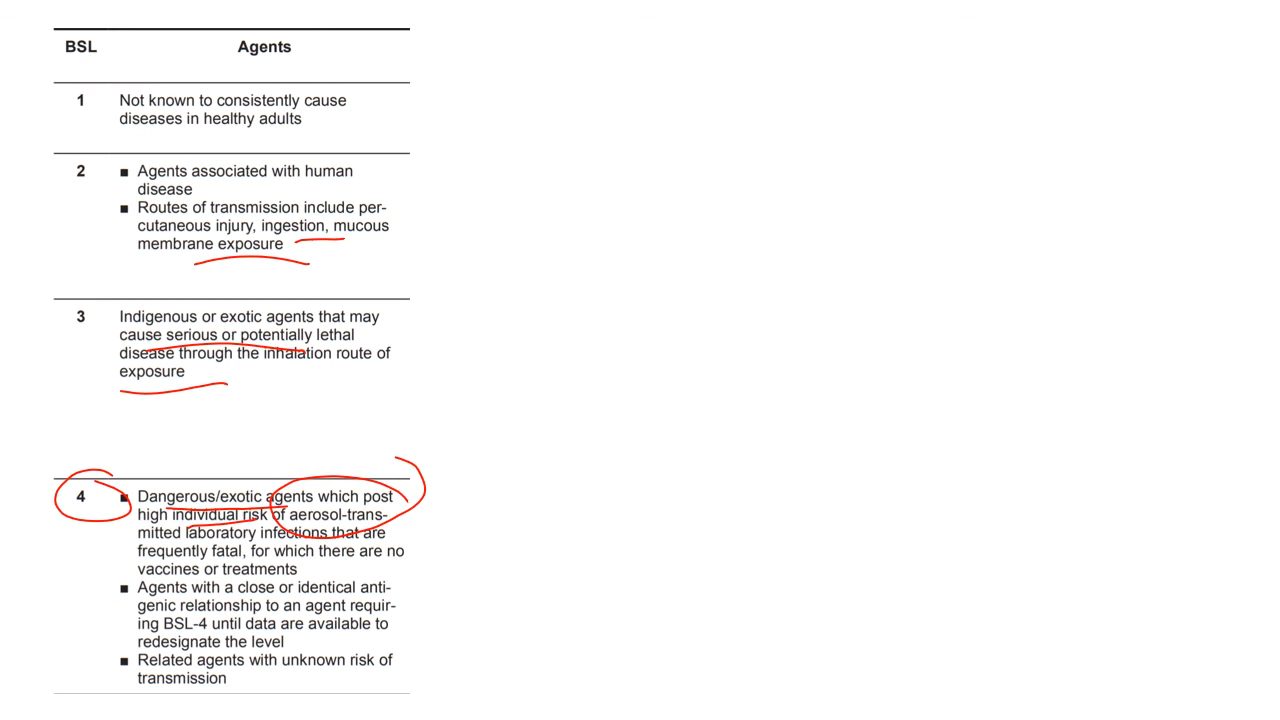 BSL Agents
1 Not known to consistently cause
diseases in healthy adults
2 ■ Agents associated with human
disease
■ Routes of transmission include per-
cutaneous injury, ingestion, mucous
membrane exposure
3 Indigenous or exotic agents that may
cause serious or potentially lethal
disease through the inhalation route of
exposure
4 ■ Dangerous/exotic agents which post
high individual risk of aerosol-trans-
mitted laboratory infections that are
frequently fatal, for which there are no
vaccines or treatments
■ Agents with a close or identical anti-
genic relationship to an agent requir-
ing BSL-4 until data are available to
redesignate the level
■ Related agents with unknown risk of
transmission